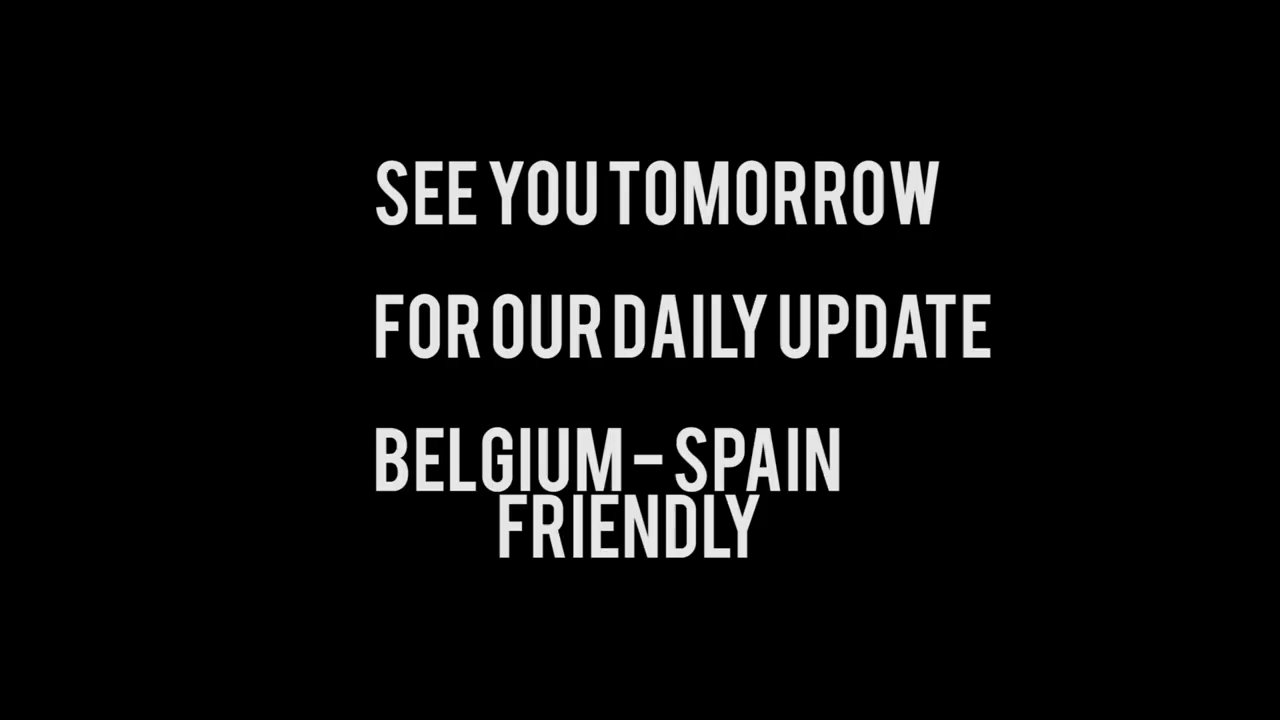 SEE YOU TOMORROW
FOR OUR DAILY UPDATE
BELGIUM – SPAIN
FRIENDLY